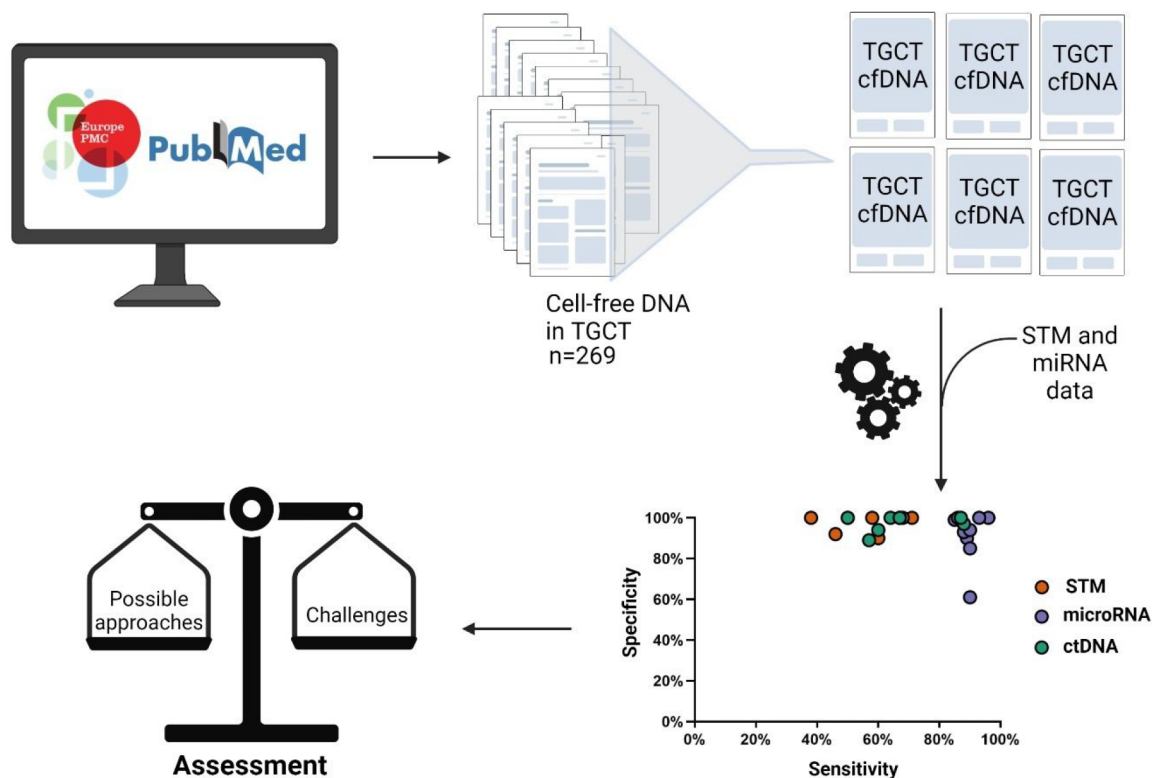 Europe
PMC
PubMed
Cell-free DNA
in TGCT
n=269
TGCT
cfDNA
TGCT
cfDNA
TGCT
cfDNA
TGCT
cfDNA
TGCT
cfDNA
TGCT
cfDNA
STM and
miRNA
data
Specificity
100%
80%
60%
40%
20%
0%
0%
20%
40%
60%
80%
100%
Sensitivity
STM
microRNA
ctDNA
Possible
approaches
Challenges
Assessment